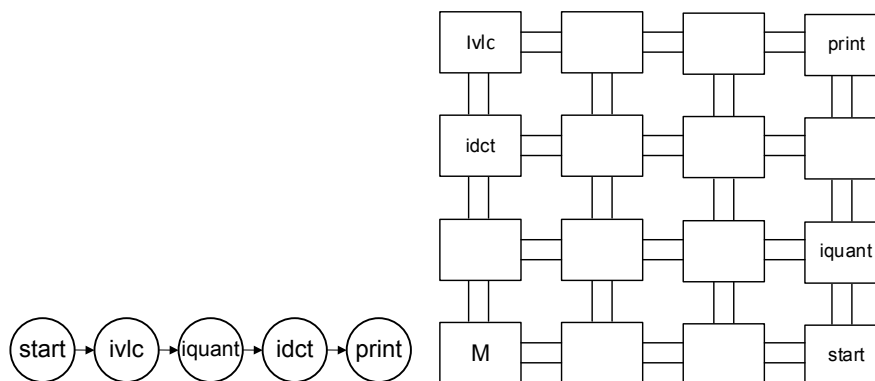 Ivlc print
idct
iquant
M start
start ivlc iquant idct print